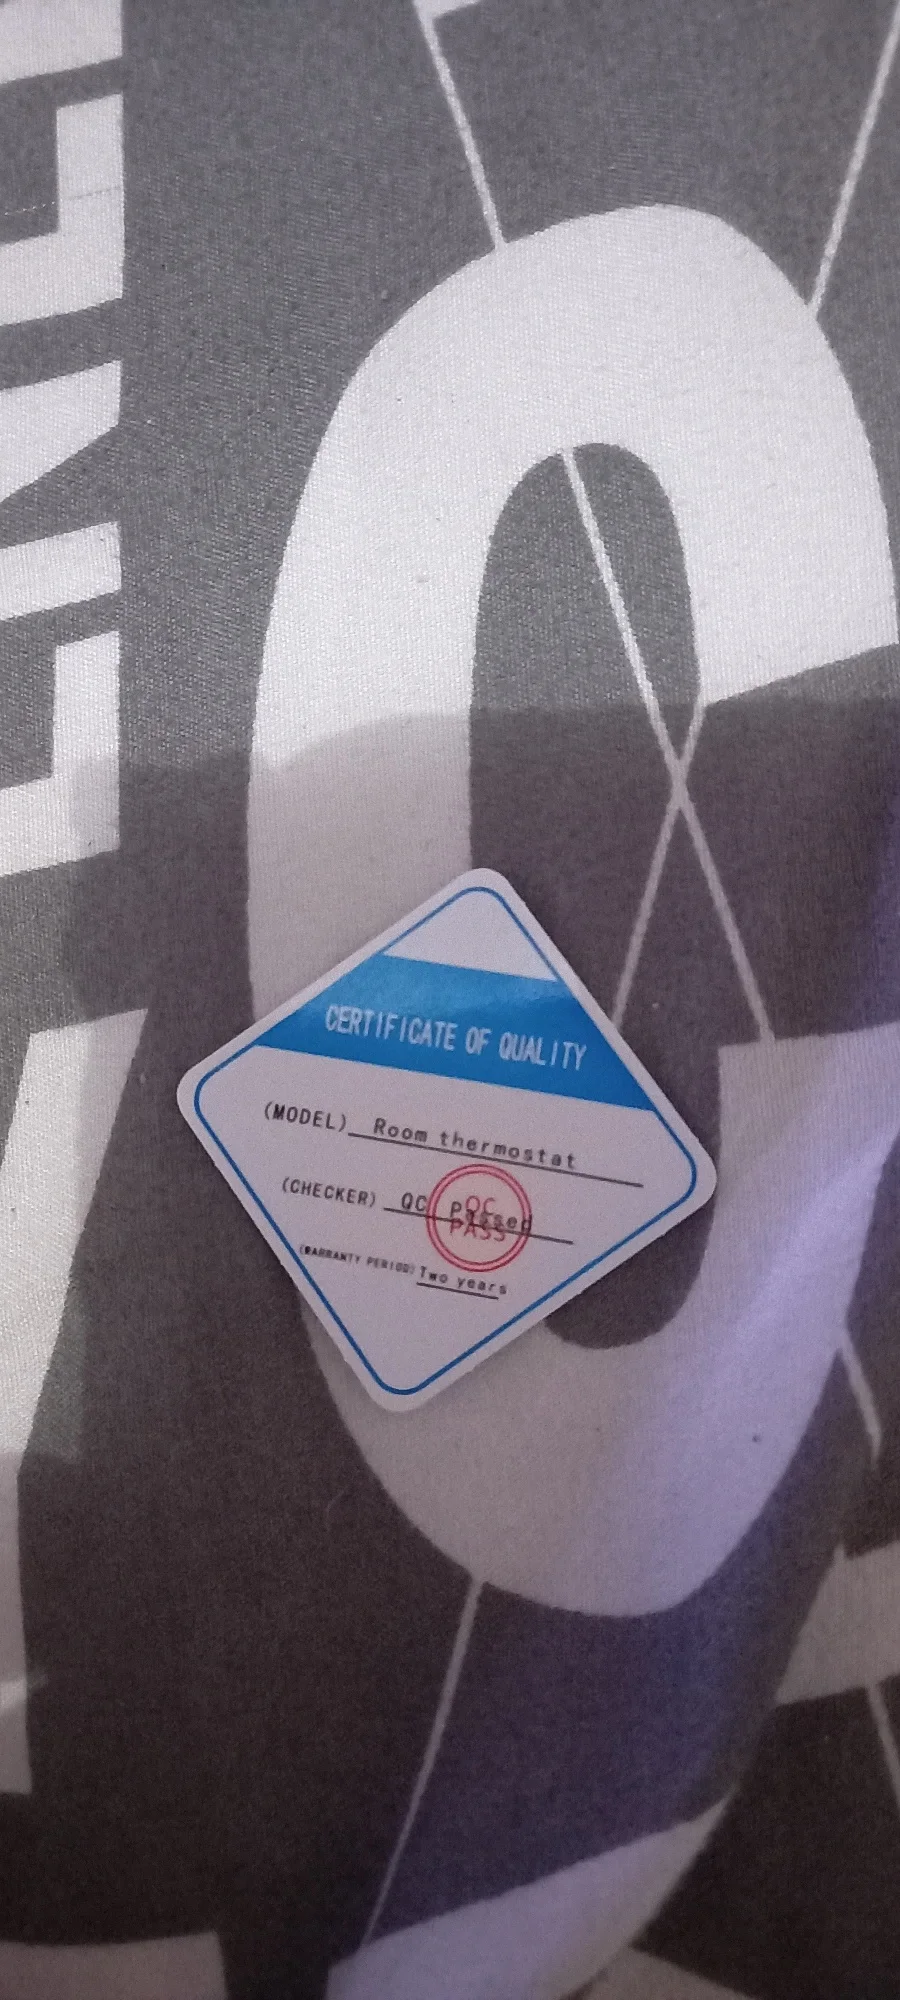 CERTIFICATE OF QUALITY
(MODEL) Room thermostat
(CHECKER) QC passed
QC
PASS
(WARRANTY PERIOD) Two years